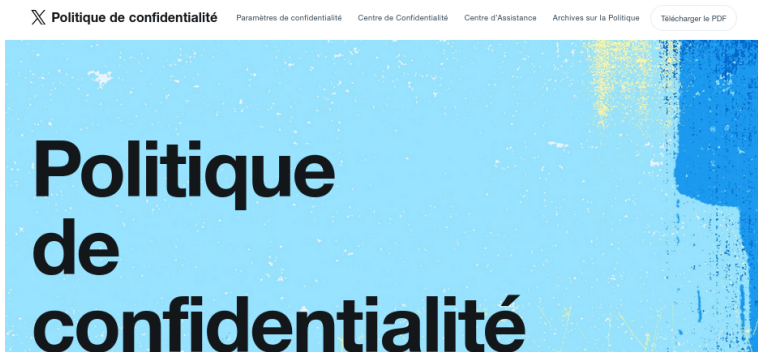 X Politique de confidentialité Paramètres de confidentialité Centre de Confidentialité Centre d'Assistance Archives sur la Politique Télécharger le PDF
Politique
de
confidentialité